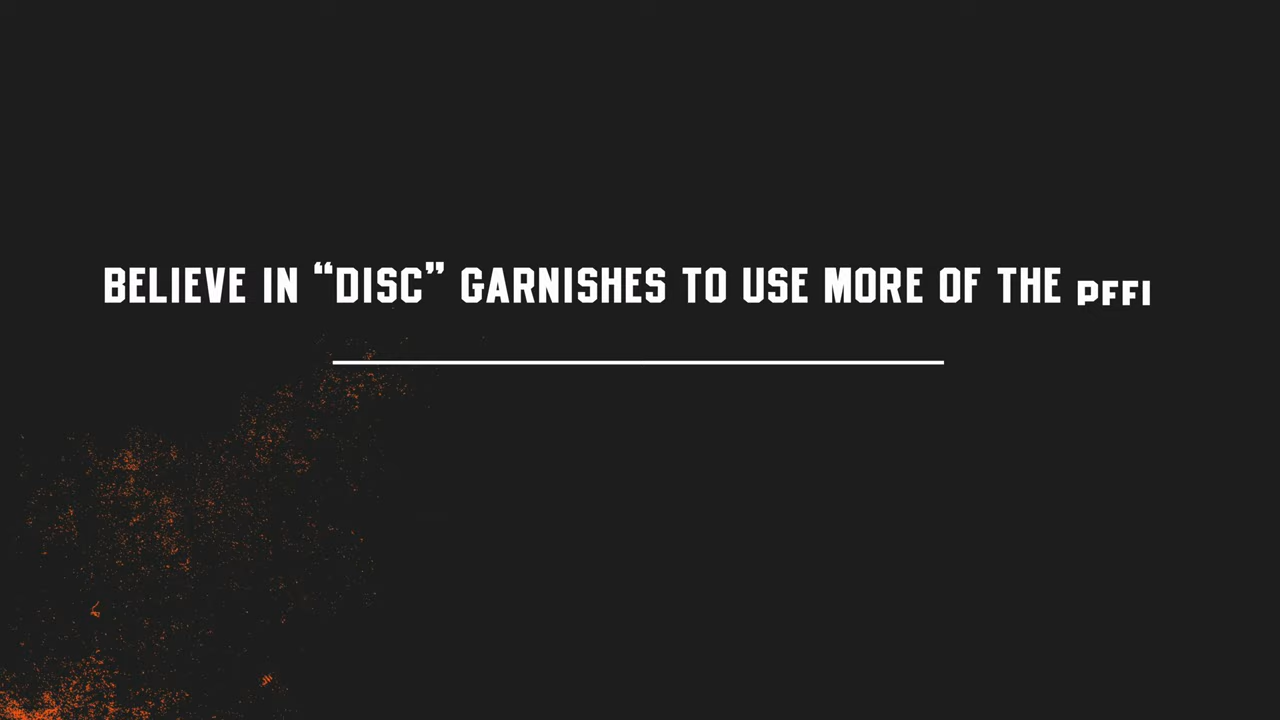 BELIEVE IN “DISC” GARNISHES TO USE MORE OF THE